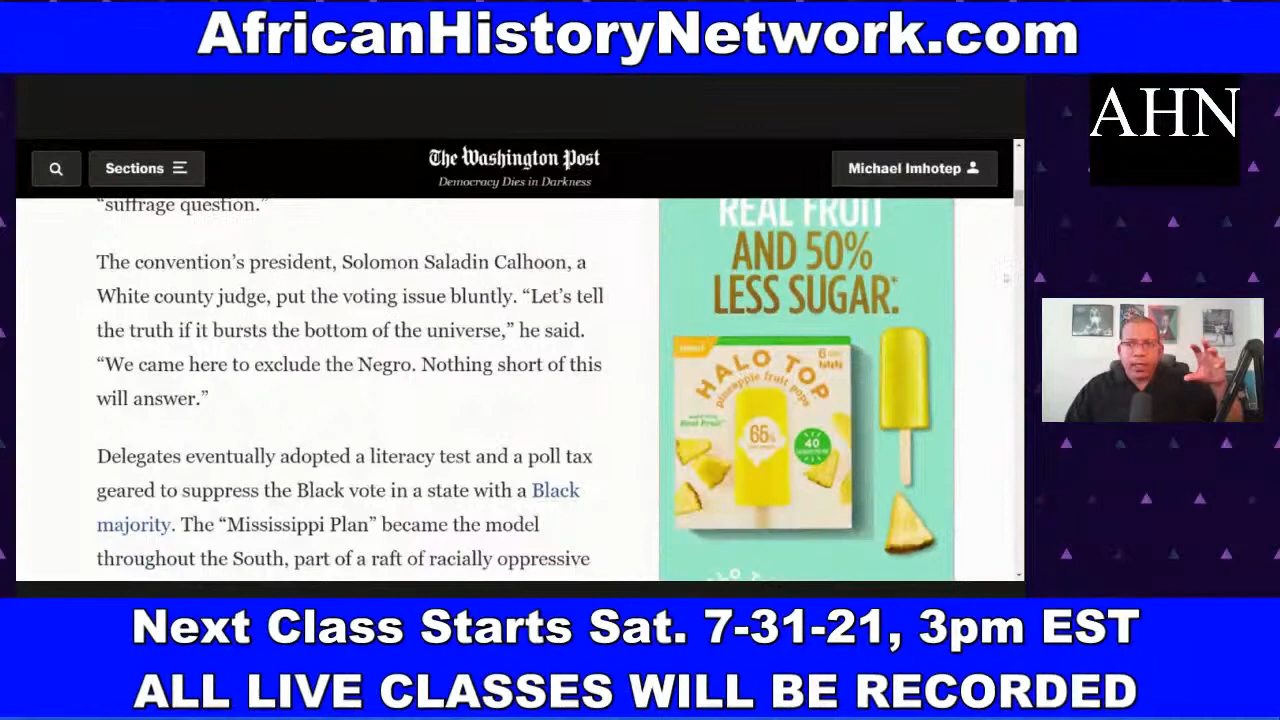 AfricanHistoryNetwork.com
AHN
Sections
The Washington Post
Democracy Dies in Darkness
Michael Imhotep
“suffrage question.”
The convention’s president, Solomon Saladin Calhoon, a
White county judge, put the voting issue bluntly. “Let’s tell
the truth if it bursts the bottom of the universe,” he said.
“We came here to exclude the Negro. Nothing short of this
will answer.”
Delegates eventually adopted a literacy test and a poll tax
geared to suppress the Black vote in a state with a Black
majority. The “Mississippi Plan” became the model
throughout the South, part of a raft of racially oppressive
REAL FRUIT
AND 50%
LESS SUGAR.*
HALO TOP
pineapple fruit pops
Real Fruit
65
40
Next Class Starts Sat. 7-31-21, 3pm EST
ALL LIVE CLASSES WILL BE RECORDED